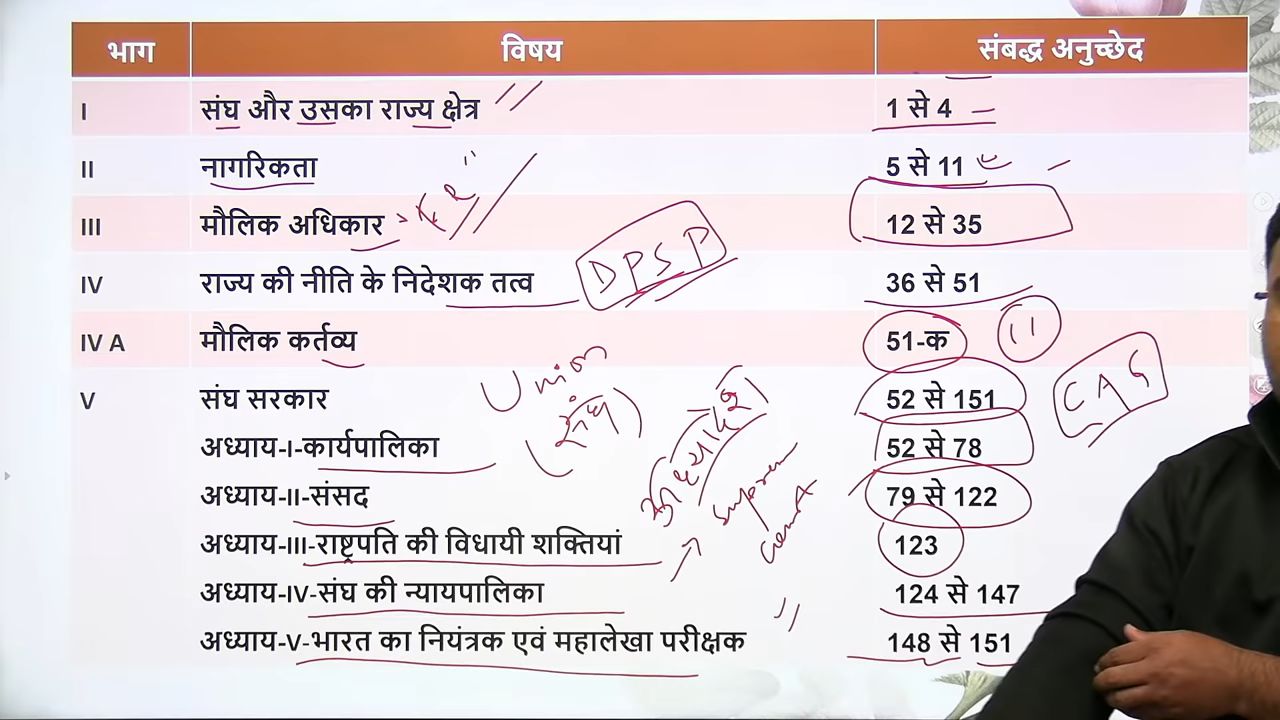 भाग विषय संबद्ध अनुच्छेद
I संघ और उसका राज्य क्षेत्र 1 से 4
II नागरिकता 5 से 11
III मौलिक अधिकार 12 से 35
IV राज्य की नीति के निदेशक तत्व DPSP 36 से 51
IV A मौलिक कर्तव्य 51-क 11
V संघ सरकार Union 52 से 151 CAG
(संघ)
अध्याय-I-कार्यपालिका 52 से 78
अध्याय-II-संसद 79 से 122
Suprem
अध्याय-III-राष्ट्रपति की विधायी शक्तियां 123
अध्याय-IV-संघ की न्यायपालिका 124 से 147
अध्याय-V-भारत का नियंत्रक एवं महालेखा परीक्षक 148 से 151